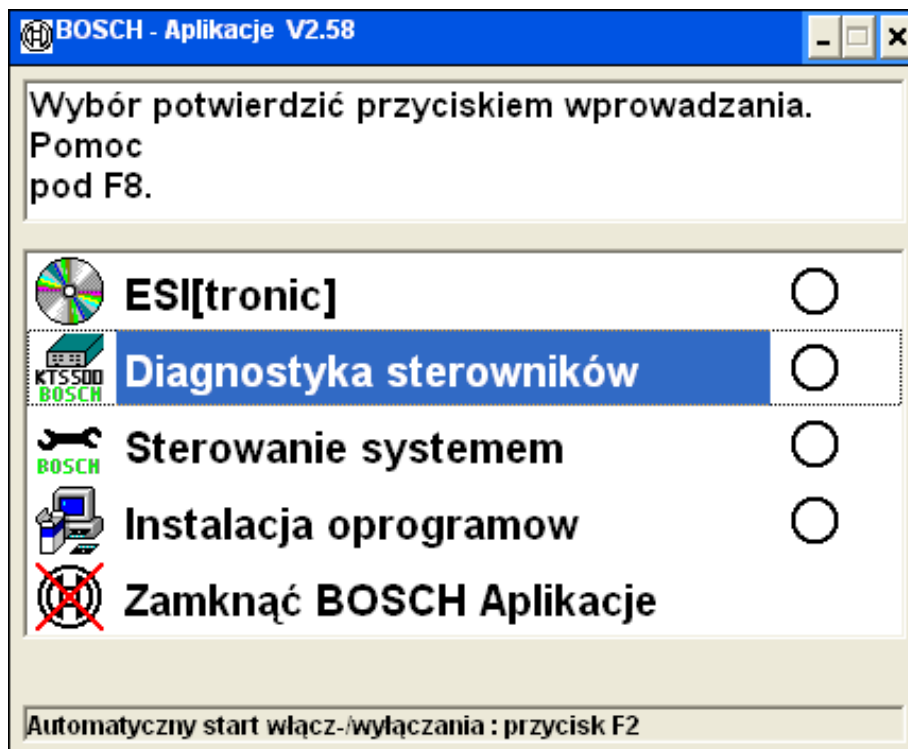 BOSCH - Aplikacje V2.58
Wybór potwierdzić przyciskiem wprowadzania.
Pomoc
pod F8.
ESI[tronic]
KTS500
BOSCH
Diagnostyka sterowników
BOSCH
Sterowanie systemem
Instalacja oprogramow
Zamknąć BOSCH Aplikacje
Automatyczny start włącz-/wyłączania : przycisk F2